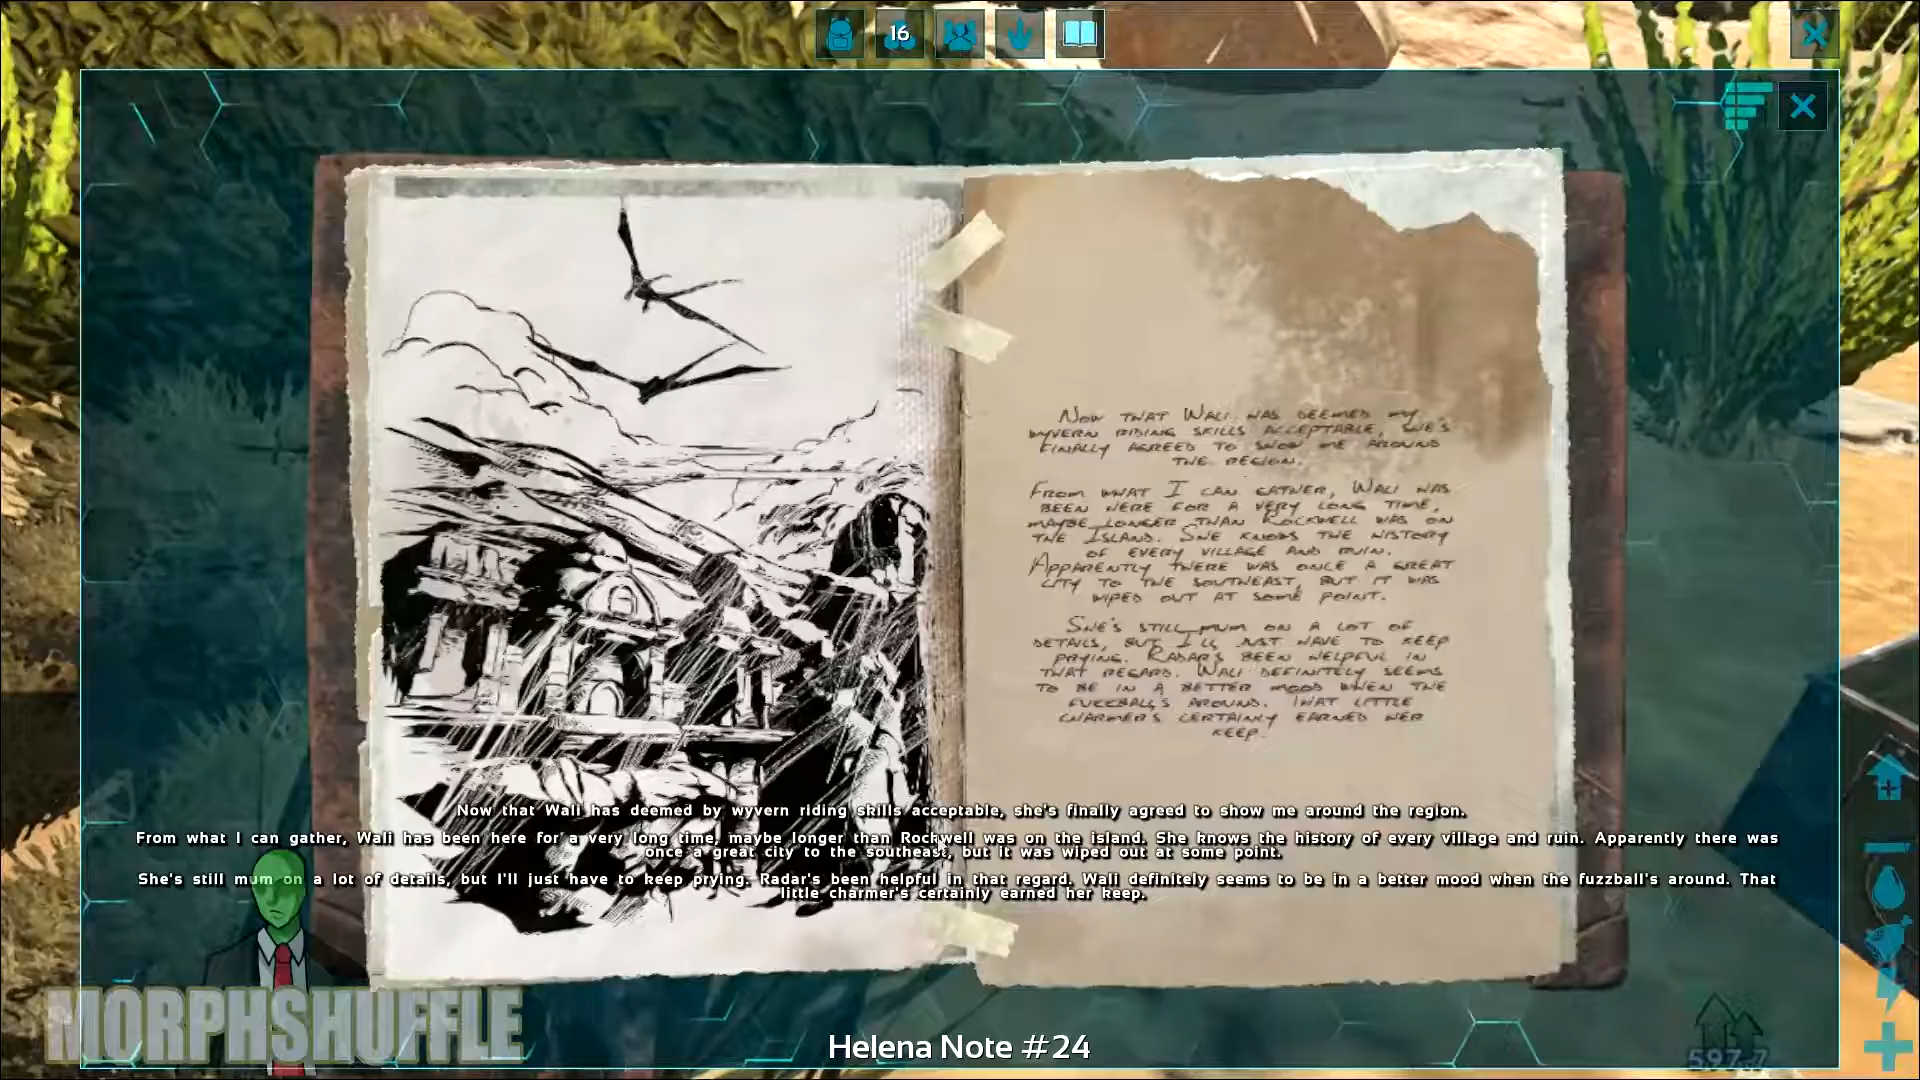 16
Now that Wali has deemed my
wyvern riding skills acceptable, she's
finally agreed to show me around
the region.
From what I can gather, Wali has
been here for a very long time,
maybe longer than Rockwell was on
the Island. She knows the history
of every village and ruin.
Apparently there was once a great
city to the southeast, but it was
wiped out at some point.
She's still mum on a lot of
details, but I'll just have to keep
prying. Radar's been helpful in
that regard. Wali definitely seems
to be in a better mood when the
fuzzball's around. That little
charmer's certainly earned her
keep.
Now that Wali has deemed by wyvern riding skills acceptable, she's finally agreed to show me around the region.
From what I can gather, Wali has been here for a very long time, maybe longer than Rockwell was on the island. She knows the history of every village and ruin. Apparently there was
once a great city to the southeast, but it was wiped out at some point.
She's still mum on a lot of details, but I'll just have to keep prying. Radar's been helpful in that regard. Wali definitely seems to be in a better mood when the fuzzball's around. That
little charmer's certainly earned her keep.
MORPHSHUFFLE
Helena Note #24
597.7